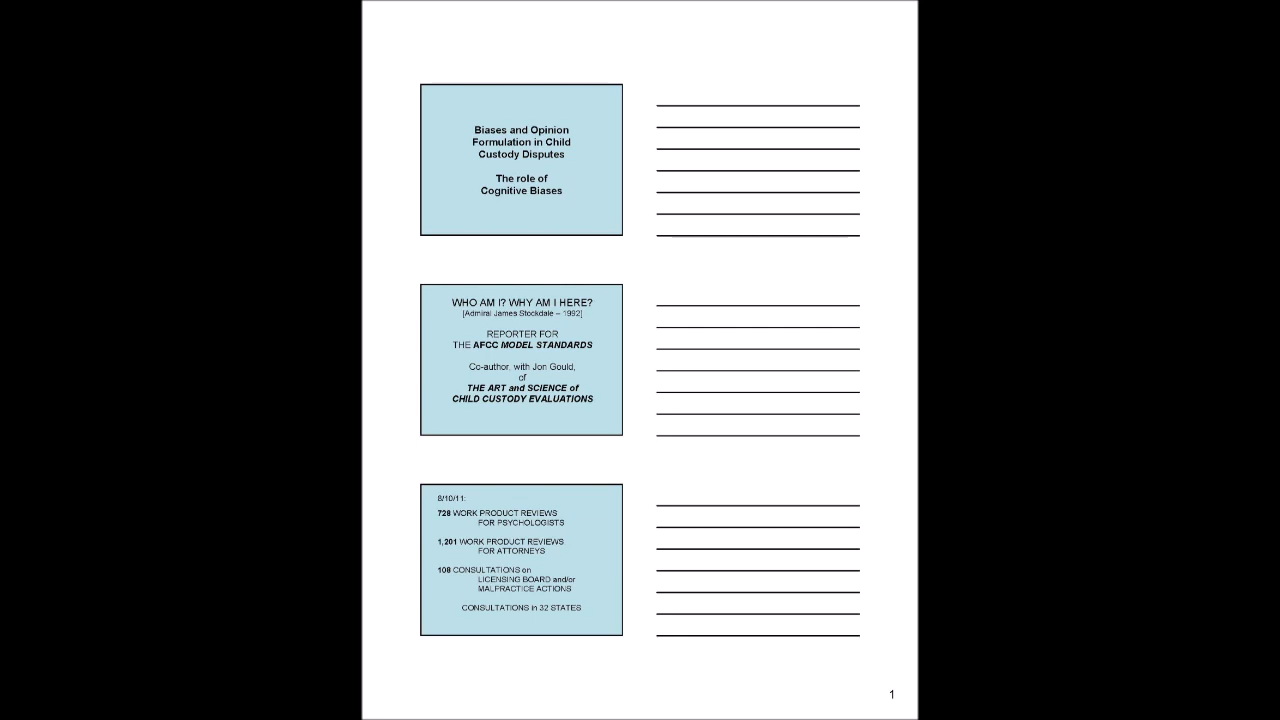 Biases and Opinion
Formulation in Child
Custody Disputes
The role of
Cognitive Biases
WHO AM I? WHY AM I HERE?
[Admiral James Stockdale – 1992]
REPORTER FOR
THE AFCC MODEL STANDARDS
Co-author, with Jon Gould,
of
THE ART and SCIENCE of
CHILD CUSTODY EVALUATIONS
8/10/11:
728 WORK PRODUCT REVIEWS
FOR PSYCHOLOGISTS
1,201 WORK PRODUCT REVIEWS
FOR ATTORNEYS
108 CONSULTATIONS on
LICENSING BOARD and/or
MALPRACTICE ACTIONS
CONSULTATIONS in 32 STATES
1